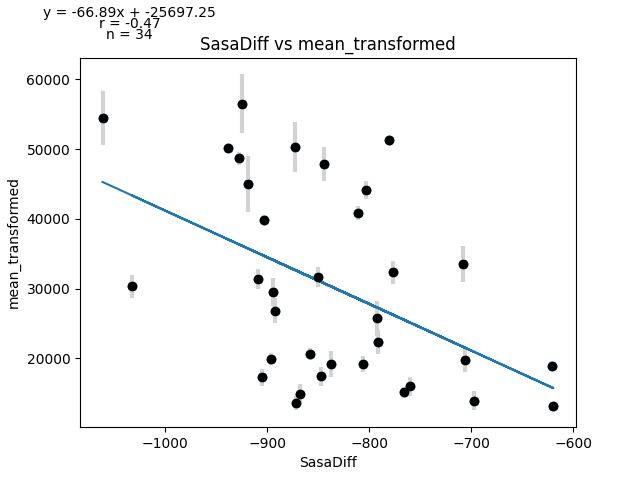 y = -66.89x + -25697.25
r = -0.47
n = 34
SasaDiff vs mean_transformed
60000
50000
40000
30000
20000
mean_transformed
−1000
−900
−800
−700
−600
SasaDiff